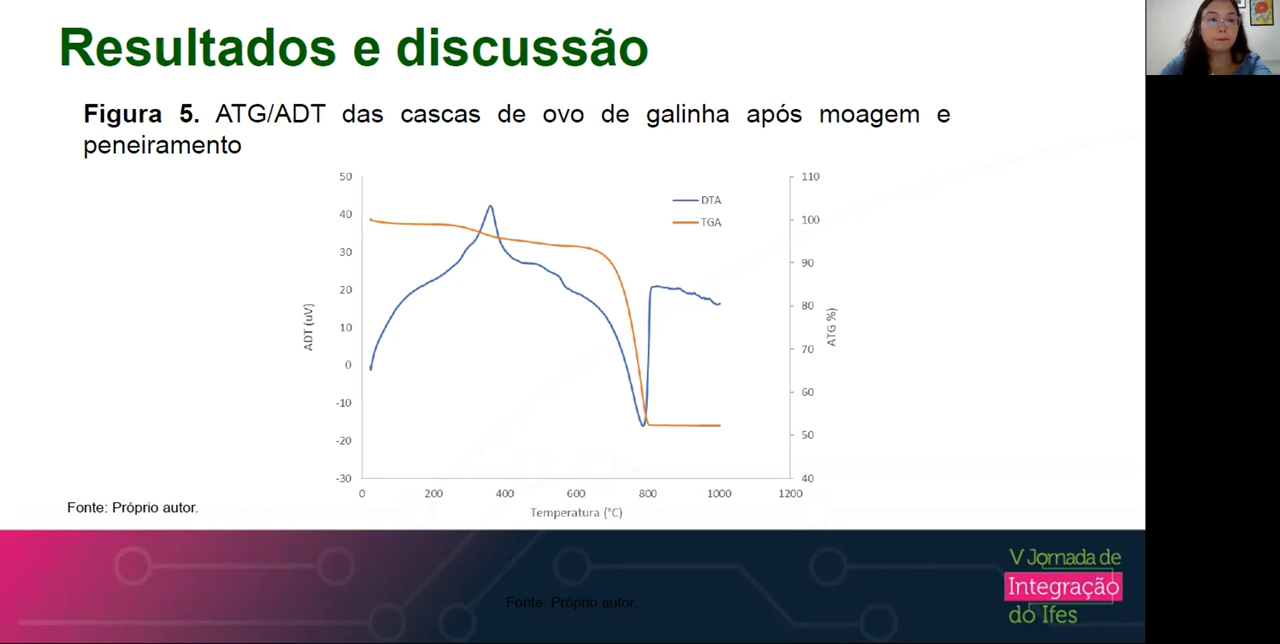 Resultados e discussão
Figura 5. ATG/ADT das cascas de ovo de galinha após moagem e
peneiramento
50
40
30
20
10
0
-10
-20
-30
ADT (uV)
110
100
90
80
70
60
50
40
ATG %)
DTA
TGA
0 200 400 600 800 1000 1200
Temperatura (°C)
Fonte: Próprio autor.
Fonte: Próprio autor.
V Jornada de
Integração
do Ifes